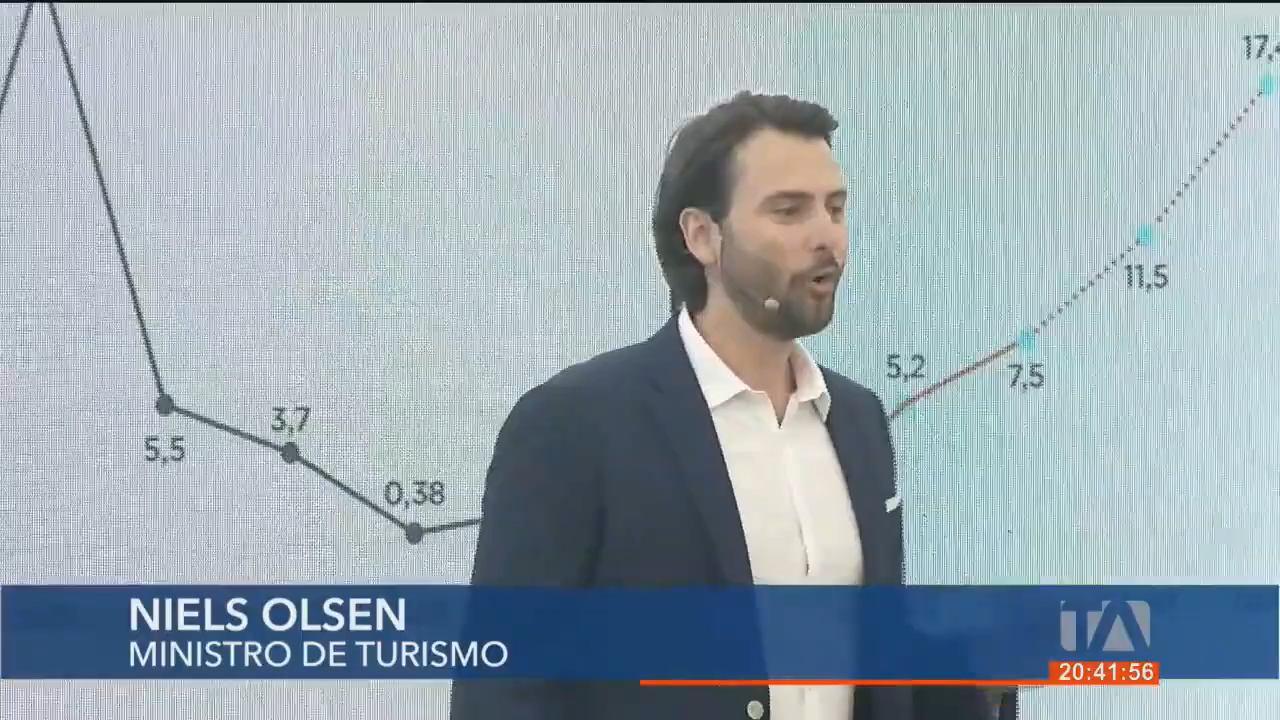 17,4
11,5
5,2
7,5
3,7
5,5
0,38
NIELS OLSEN
MINISTRO DE TURISMO
TA
20:41:56